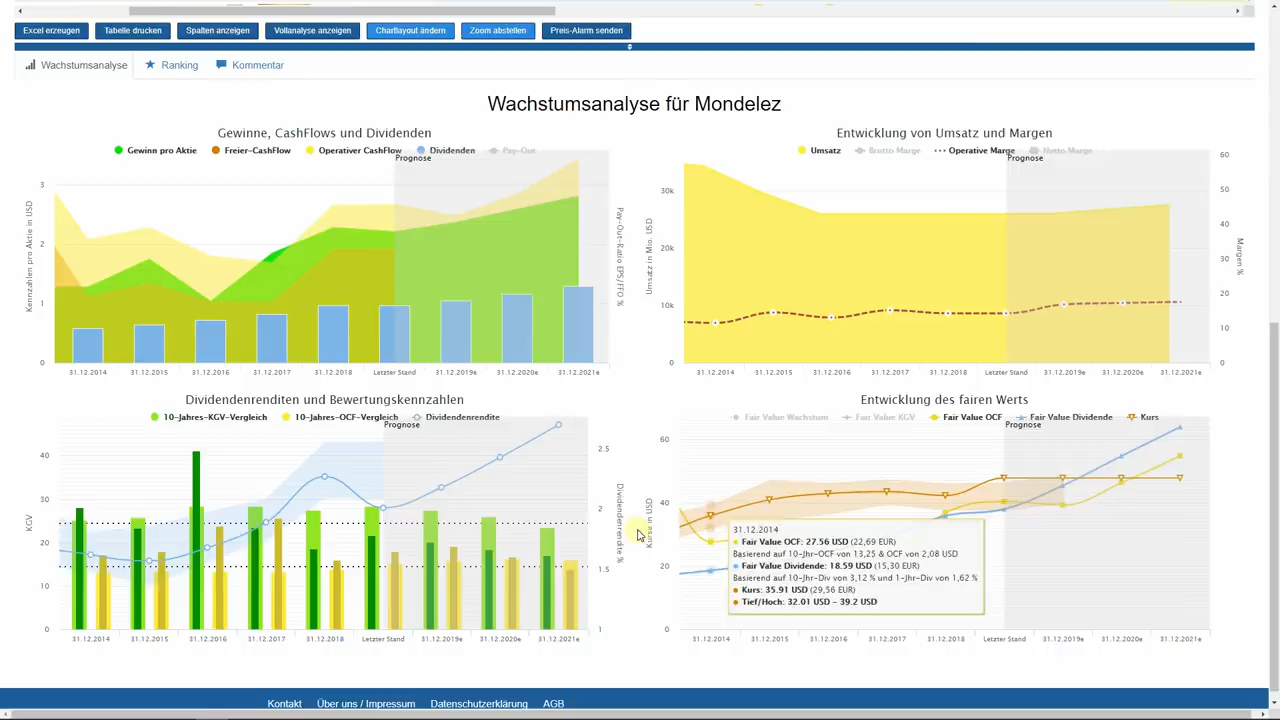 Excel erzeugen Tabelle drucken Spalten anzeigen Vollanalyse anzeigen Chartlayout ändern Zoom abstellen Preis-Alarm senden
Wachstumsanalyse Ranking Kommentar
Wachstumsanalyse für Mondelez
Gewinne, CashFlows und Dividenden
Gewinn pro Aktie Freier-CashFlow Operativer CashFlow Dividenden Pay-Out
Prognose
Kennzahlen pro Aktie in USD
3
2
1
0
Pay-Out-Ratio EPS/FFO %
31.12.2014 31.12.2015 31.12.2016 31.12.2017 31.12.2018 Letzter Stand 31.12.2019e 31.12.2020e 31.12.2021e
Entwicklung von Umsatz und Margen
Umsatz Brutto Marge Operative Marge Netto Marge
Prognose
Umsatz in Mio. USD
30k
20k
10k
0
60
50
40
30
20
10
0
Margen %
31.12.2014 31.12.2015 31.12.2016 31.12.2017 31.12.2018 Letzter Stand 31.12.2019e 31.12.2020e 31.12.2021e
Dividendenrenditen und Bewertungskennzahlen
10-Jahres-KGV-Vergleich 10-Jahres-OCF-Vergleich Dividendenrendite
Prognose
KGV
40
30
20
10
0
2.5
2
1.5
1
Dividendenrendite %
31.12.2014 31.12.2015 31.12.2016 31.12.2017 31.12.2018 Letzter Stand 31.12.2019e 31.12.2020e 31.12.2021e
Entwicklung des fairen Werts
Fair Value Wachstum Fair Value KGV Fair Value OCF Fair Value Dividende Kurs
Prognose
Kurse in USD
60
40
20
0
31.12.2014
Fair Value OCF: 27.56 USD (22,69 EUR)
Basierend auf 10-Jhr-OCF von 13,25 & OCF von 2,08 USD
Fair Value Dividende: 18.59 USD (15,30 EUR)
Basierend auf 10-Jhr-Div von 3,12 % und 1-Jhr-Div von 1,62 %
Kurs: 35.91 USD (29,56 EUR)
Tief/Hoch: 32.01 USD - 39.2 USD
31.12.2014 31.12.2015 31.12.2016 31.12.2017 31.12.2018 Letzter Stand 31.12.2019e 31.12.2020e 31.12.2021e
Kontakt Über uns / Impressum Datenschutzerklärung AGB